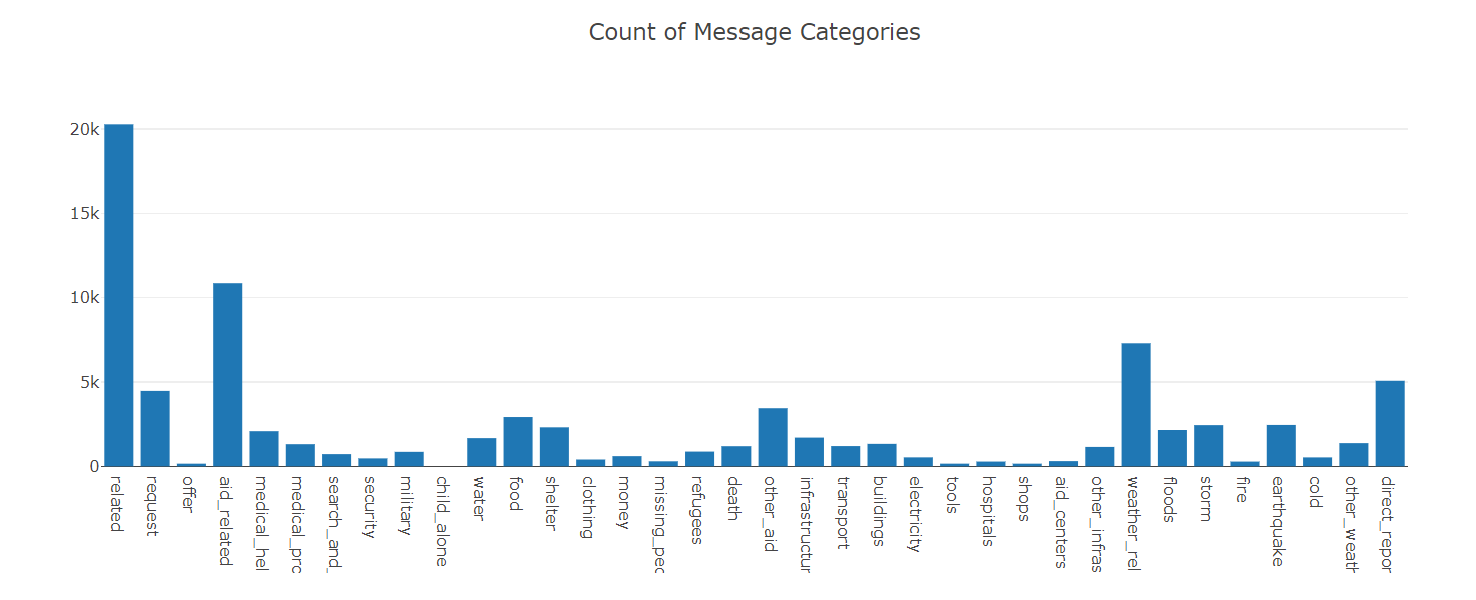 Count of Message Categories
20k
15k
10k
5k
0
related
request
offer
aid_related
medical_hel
medical_prc
search_and_
security
military
child_alone
water
food
shelter
clothing
money
missing_pec
refugees
death
other_aid
infrastructur
transport
buildings
electricity
tools
hospitals
shops
aid_centers
other_infras
weather_rel
floods
storm
fire
earthquake
cold
other_weath
direct_repor